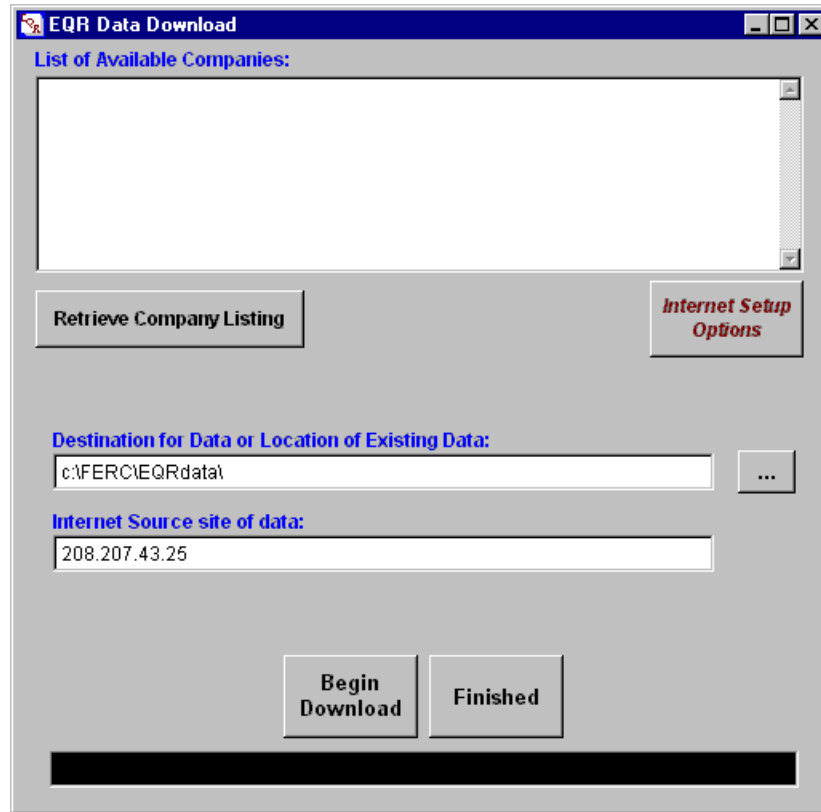 EQR Data Download
List of Available Companies:
Retrieve Company Listing
Internet Setup
Options
Destination for Data or Location of Existing Data:
c:\FERC\EQRdata\
...
Internet Source site of data:
208.207.43.25
Begin
Download
Finished